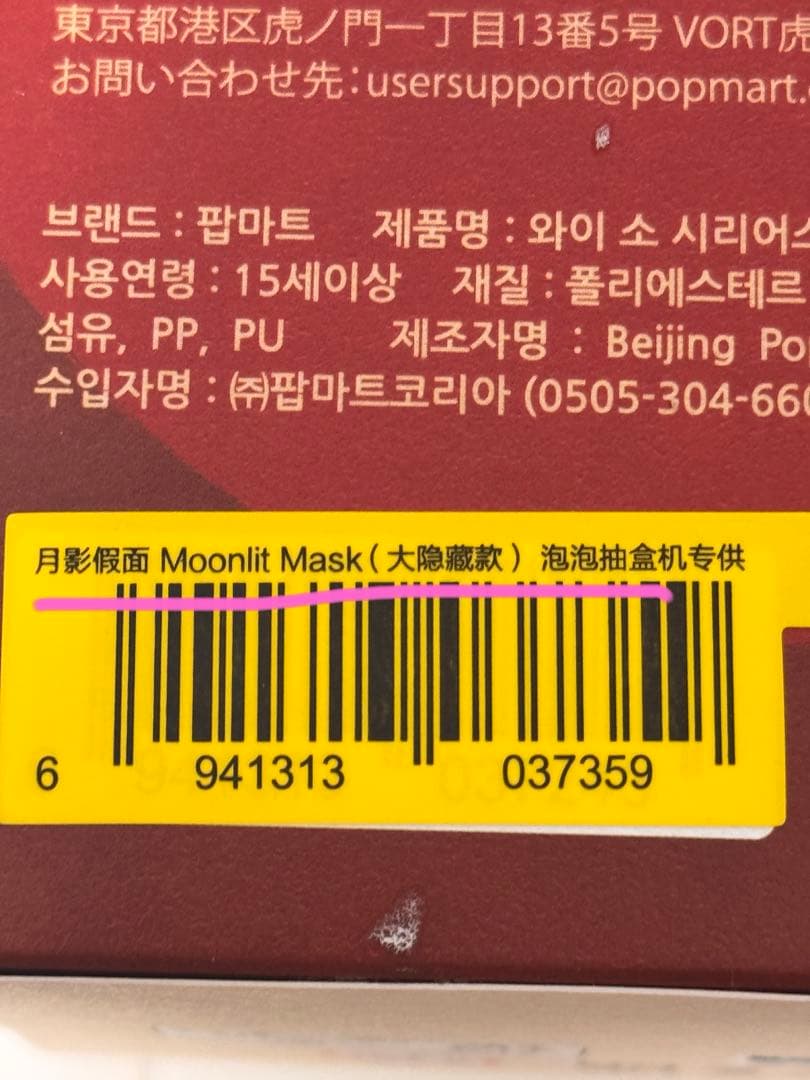 東京都港区虎ノ門一丁目13番5号 VORT虎
お問い合わせ先:usersupport@popmart.
브랜드 : 팝마트 제품명 : 와이 소 시리어스
사용연령 : 15세이상 재질 : 폴리에스테르
섬유, PP, PU 제조자명 : Beijing Po
수입자명 : ㈜팝마트코리아 (0505-304-660
月影假面 Moonlit Mask(大隐藏款) 泡泡抽盒机专供
6 941313 037359